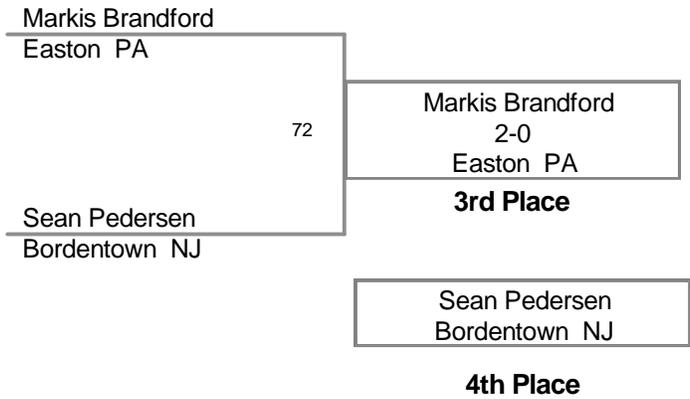 Markis Brandford
Easton PA
72
Markis Brandford
2-0
Easton PA
3rd Place
Sean Pedersen
Bordentown NJ
Sean Pedersen
Bordentown NJ
4th Place